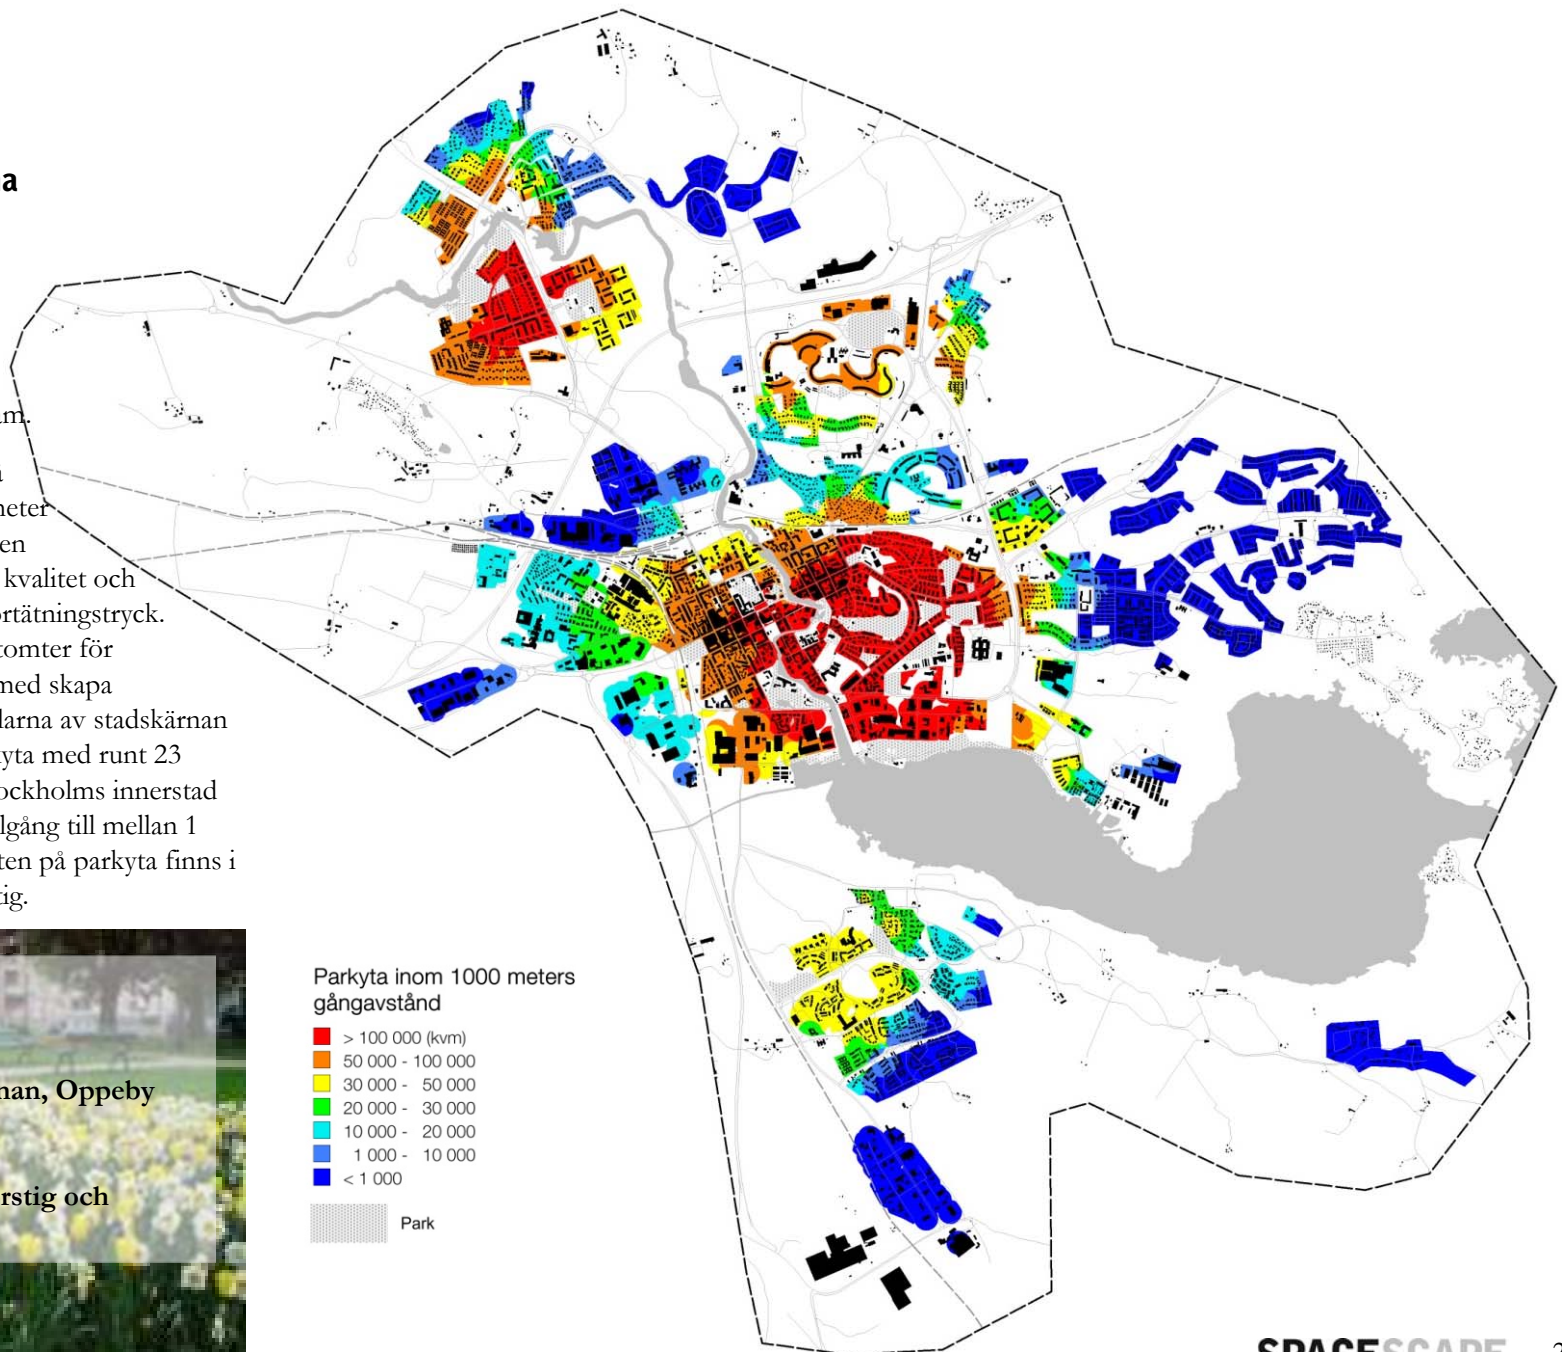 a
am.
a
neter
en
kvalitet och
örtätningstryck.
tomter för
med skapa
larna av stadskärnan
yta med runt 23
ockholms innerstad
lgång till mellan 1
ten på parkyta finns i
tig.
nan, Oppeby
rstig och
Parkyta inom 1000 meters
gångavstånd
> 100 000 (kvm)
50 000 - 100 000
30 000 - 50 000
20 000 - 30 000
10 000 - 20 000
1 000 - 10 000
< 1 000
Park
SPACESCAPE